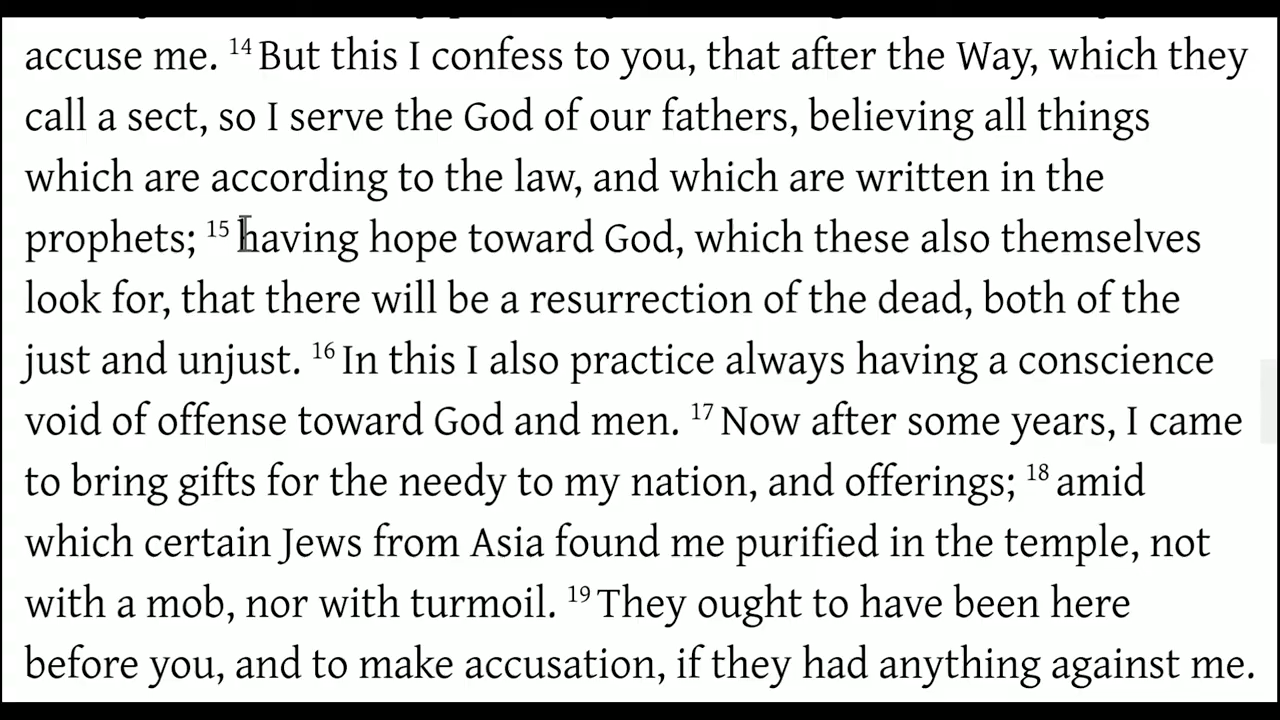 accuse me. 14 But this I confess to you, that after the Way, which they
call a sect, so I serve the God of our fathers, believing all things
which are according to the law, and which are written in the
prophets; 15 having hope toward God, which these also themselves
look for, that there will be a resurrection of the dead, both of the
just and unjust. 16 In this I also practice always having a conscience
void of offense toward God and men. 17 Now after some years, I came
to bring gifts for the needy to my nation, and offerings; 18 amid
which certain Jews from Asia found me purified in the temple, not
with a mob, nor with turmoil. 19 They ought to have been here
before you, and to make accusation, if they had anything against me.